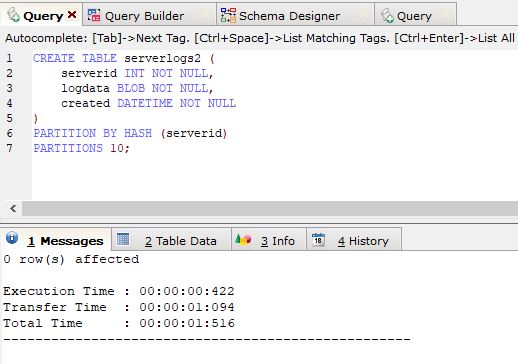 Query Query Builder Schema Designer Query
Autocomplete: [Tab]->Next Tag. [Ctrl+Space]->List Matching Tags. [Ctrl+Enter]->List All
1 CREATE TABLE serverlogs2 (
2 serverid INT NOT NULL,
3 logdata BLOB NOT NULL,
4 created DATETIME NOT NULL
5 )
6 PARTITION BY HASH (serverid)
7 PARTITIONS 10;
1 Messages 2 Table Data 3 Info 18 4 History
0 row(s) affected
Execution Time : 00:00:00:422
Transfer Time : 00:00:01:094
Total Time : 00:00:01:516
---------------------------------------------------